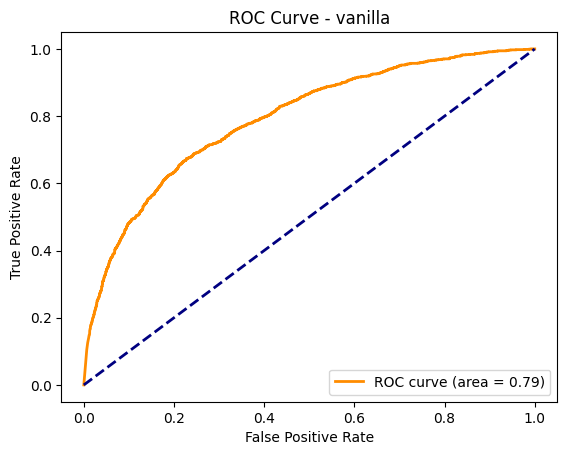 ROC Curve - vanilla
True Positive Rate
1.0
0.8
0.6
0.4
0.2
0.0
ROC curve (area = 0.79)
0.0 0.2 0.4 0.6 0.8 1.0
False Positive Rate